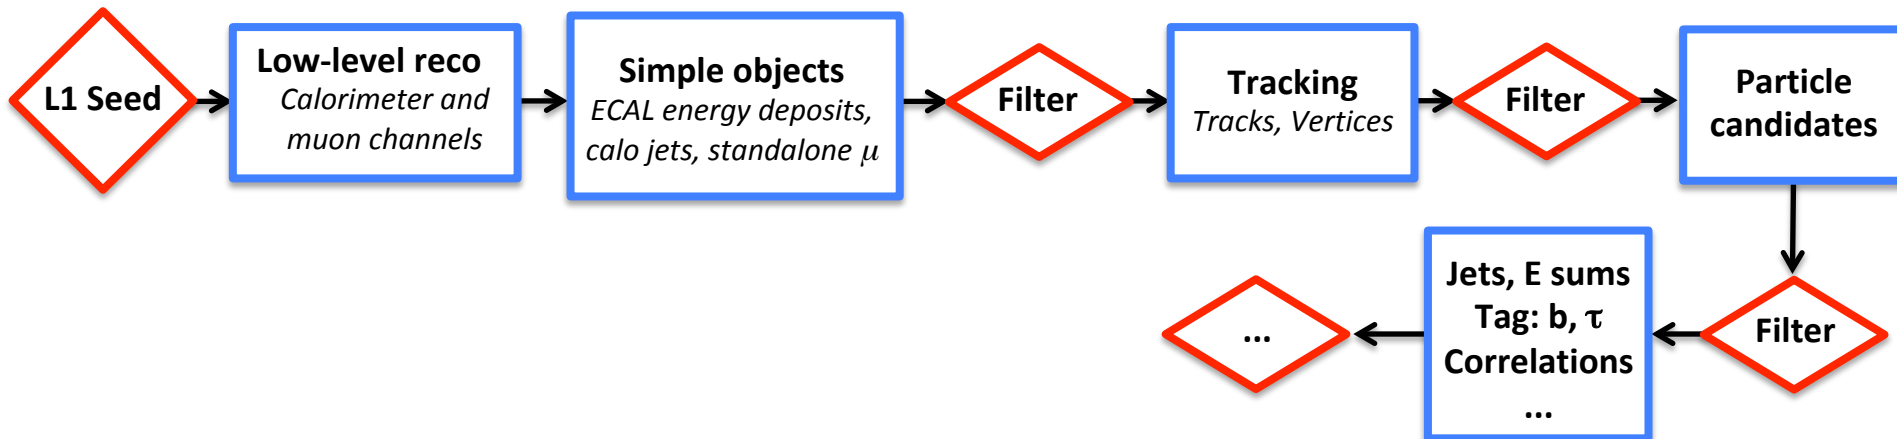 L1 Seed
Low-level reco
Calorimeter and
muon channels
Simple objects
ECAL energy deposits,
calo jets, standalone μ
Filter
Tracking
Tracks, Vertices
Filter
Particle
candidates
Filter
Jets, E sums
Tag: b, τ
Correlations
...
...